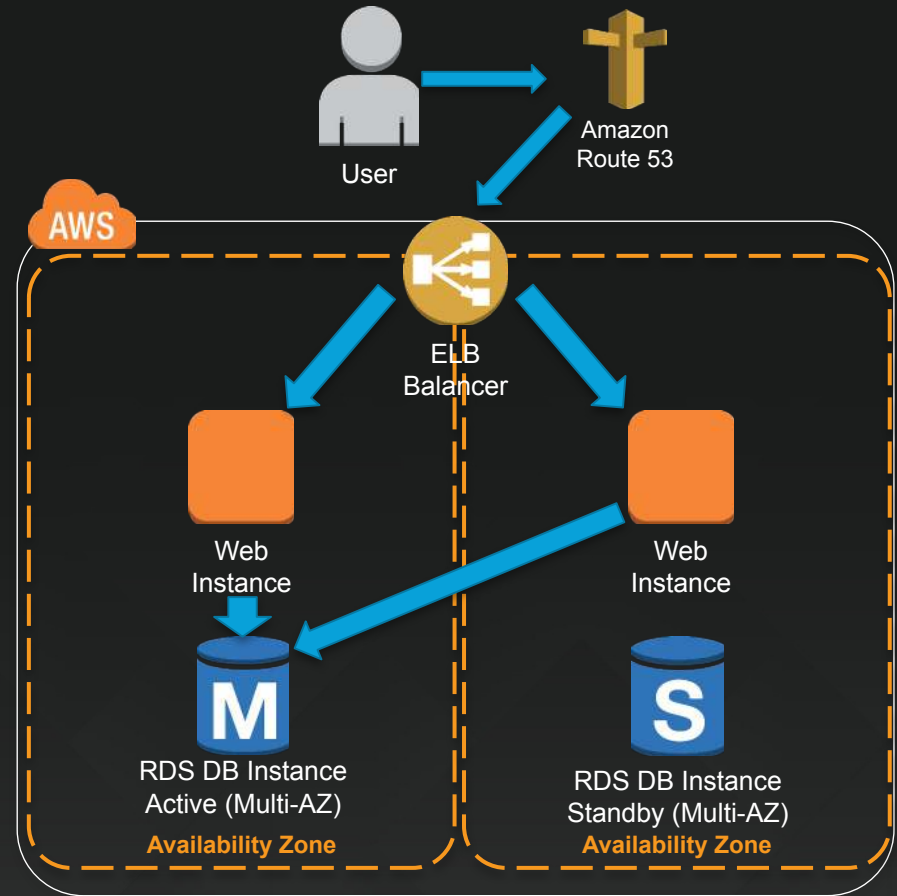 User
Amazon
Route 53
AWS
ELB
Balancer
Web
Instance
Web
Instance
M
S
RDS DB Instance
Active (Multi-AZ)
RDS DB Instance
Standby (Multi-AZ)
Availability Zone
Availability Zone